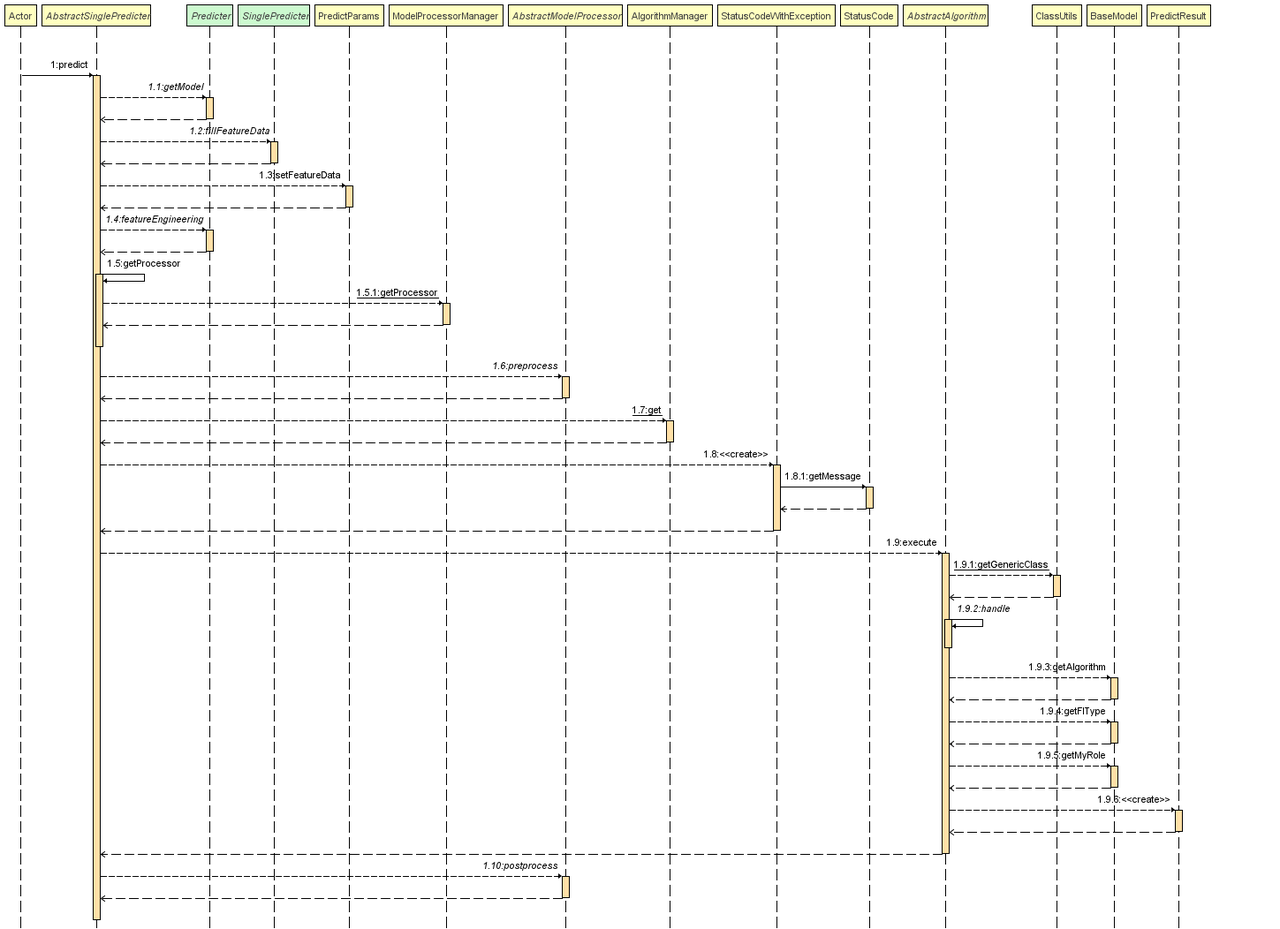 Actor AbstractSinglePredicter Predicter SinglePredicter PredictParams ModelProcessorManager AbstractModelProcessor AlgorithmManager StatusCodeWithException StatusCode AbstractAlgorithm ClassUtils BaseModel PredictResult
1:predict
1.1:getModel
1.2:fillFeatureData
1.3:setFeatureData
1.4:featureEngineering
1.5:getProcessor
1.5.1:getProcessor
1.6:preprocess
1.7:get
1.8:<<create>>
1.8.1:getMessage
1.9:execute
1.9.1:getGenericClass
1.9.2:handle
1.9.3:getAlgorithm
1.9.4:getFlType
1.9.5:getMyRole
1.9.6:<<create>>
1.10:postprocess